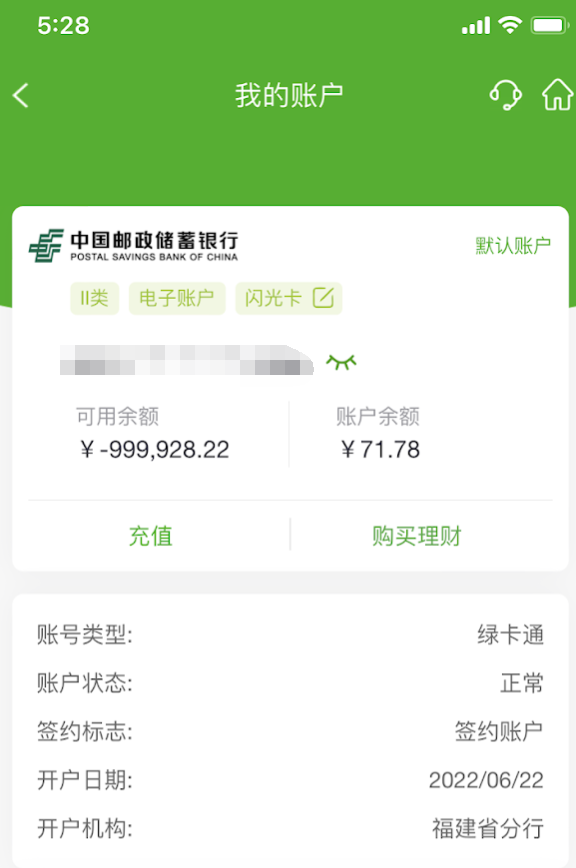 5:28
我的账户
中国邮政储蓄银行
POSTAL SAVINGS BANK OF CHINA
默认账户
II类 电子账户 闪光卡
可用余额 账户余额
￥-999,928.22 ￥71.78
充值 购买理财
账号类型: 绿卡通
账户状态: 正常
签约标志: 签约账户
开户日期: 2022/06/22
开户机构: 福建省分行